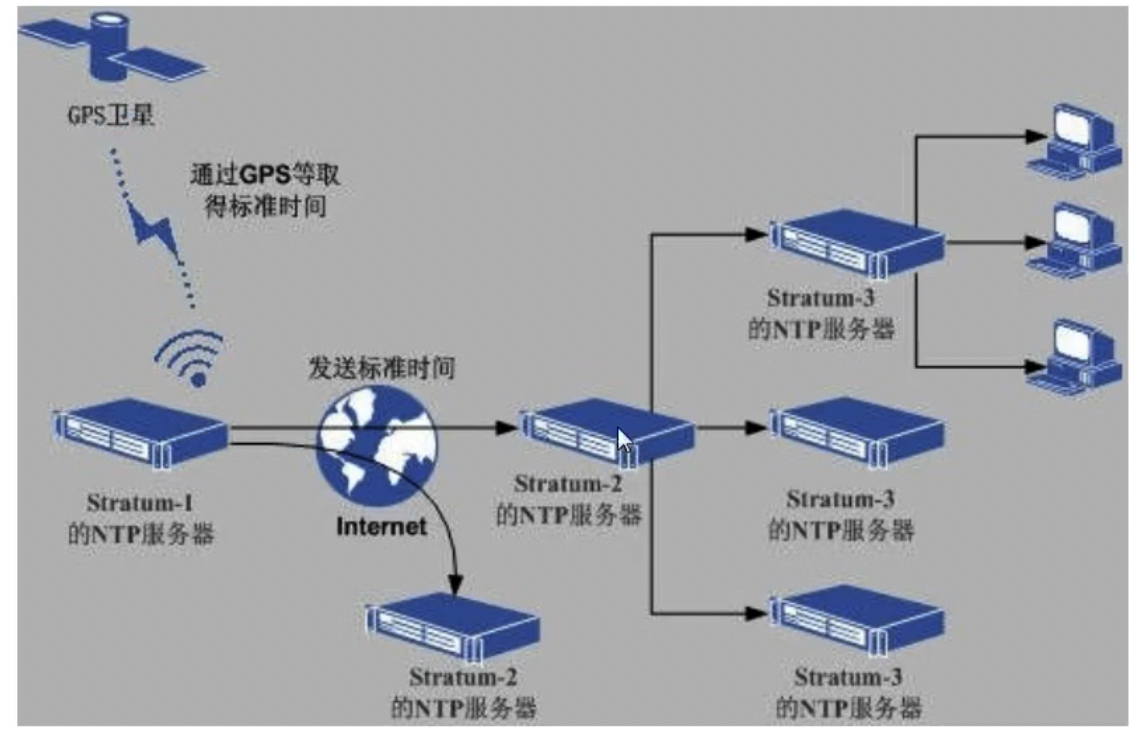 GPS卫星
通过GPS等取
得标准时间
发送标准时间
Internet
Stratum-1
的NTP服务器
Stratum-2
的NTP服务器
Stratum-2
的NTP服务器
Stratum-3
的NTP服务器
Stratum-3
的NTP服务器
Stratum-3
的NTP服务器